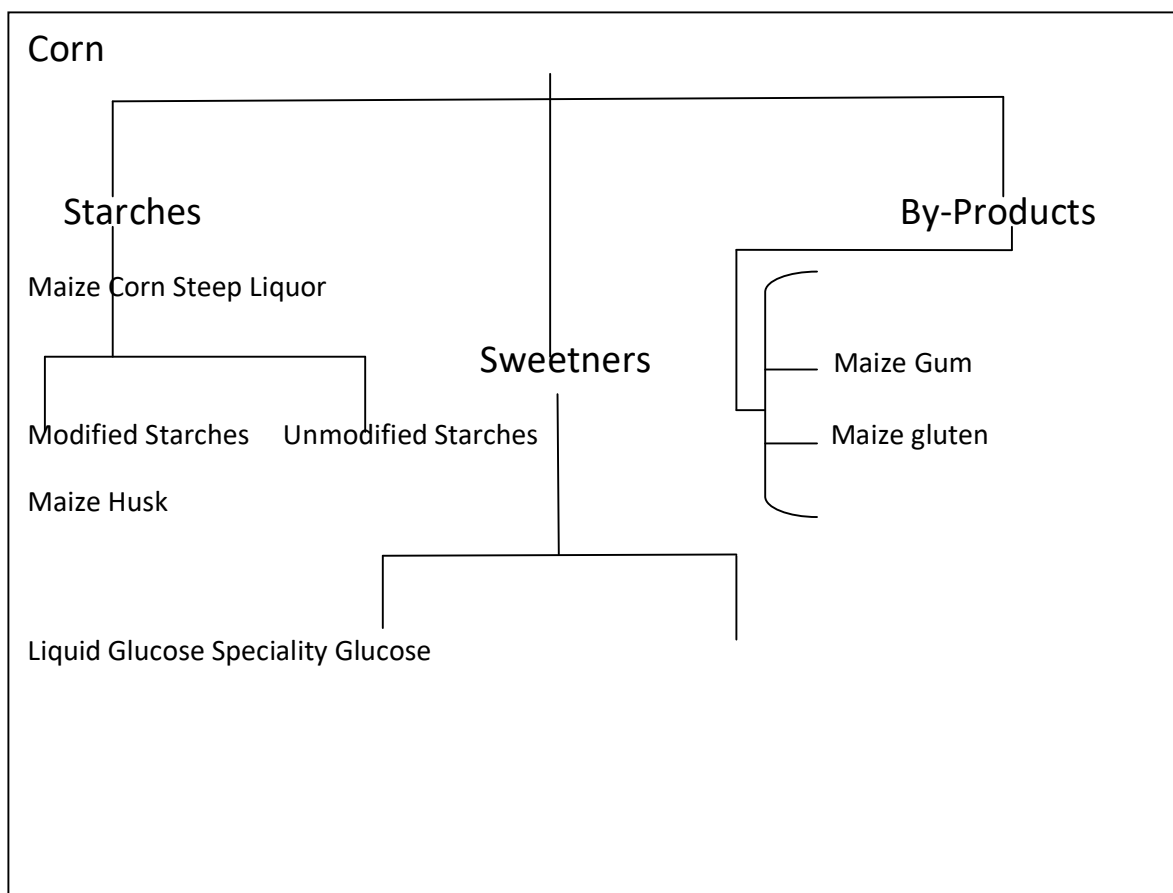 Corn
Starches
By-Products
Maize Corn Steep Liquor
Sweetners
Maize Gum
Modified Starches Unmodified Starches
Maize gluten
Maize Husk
Liquid Glucose Speciality Glucose